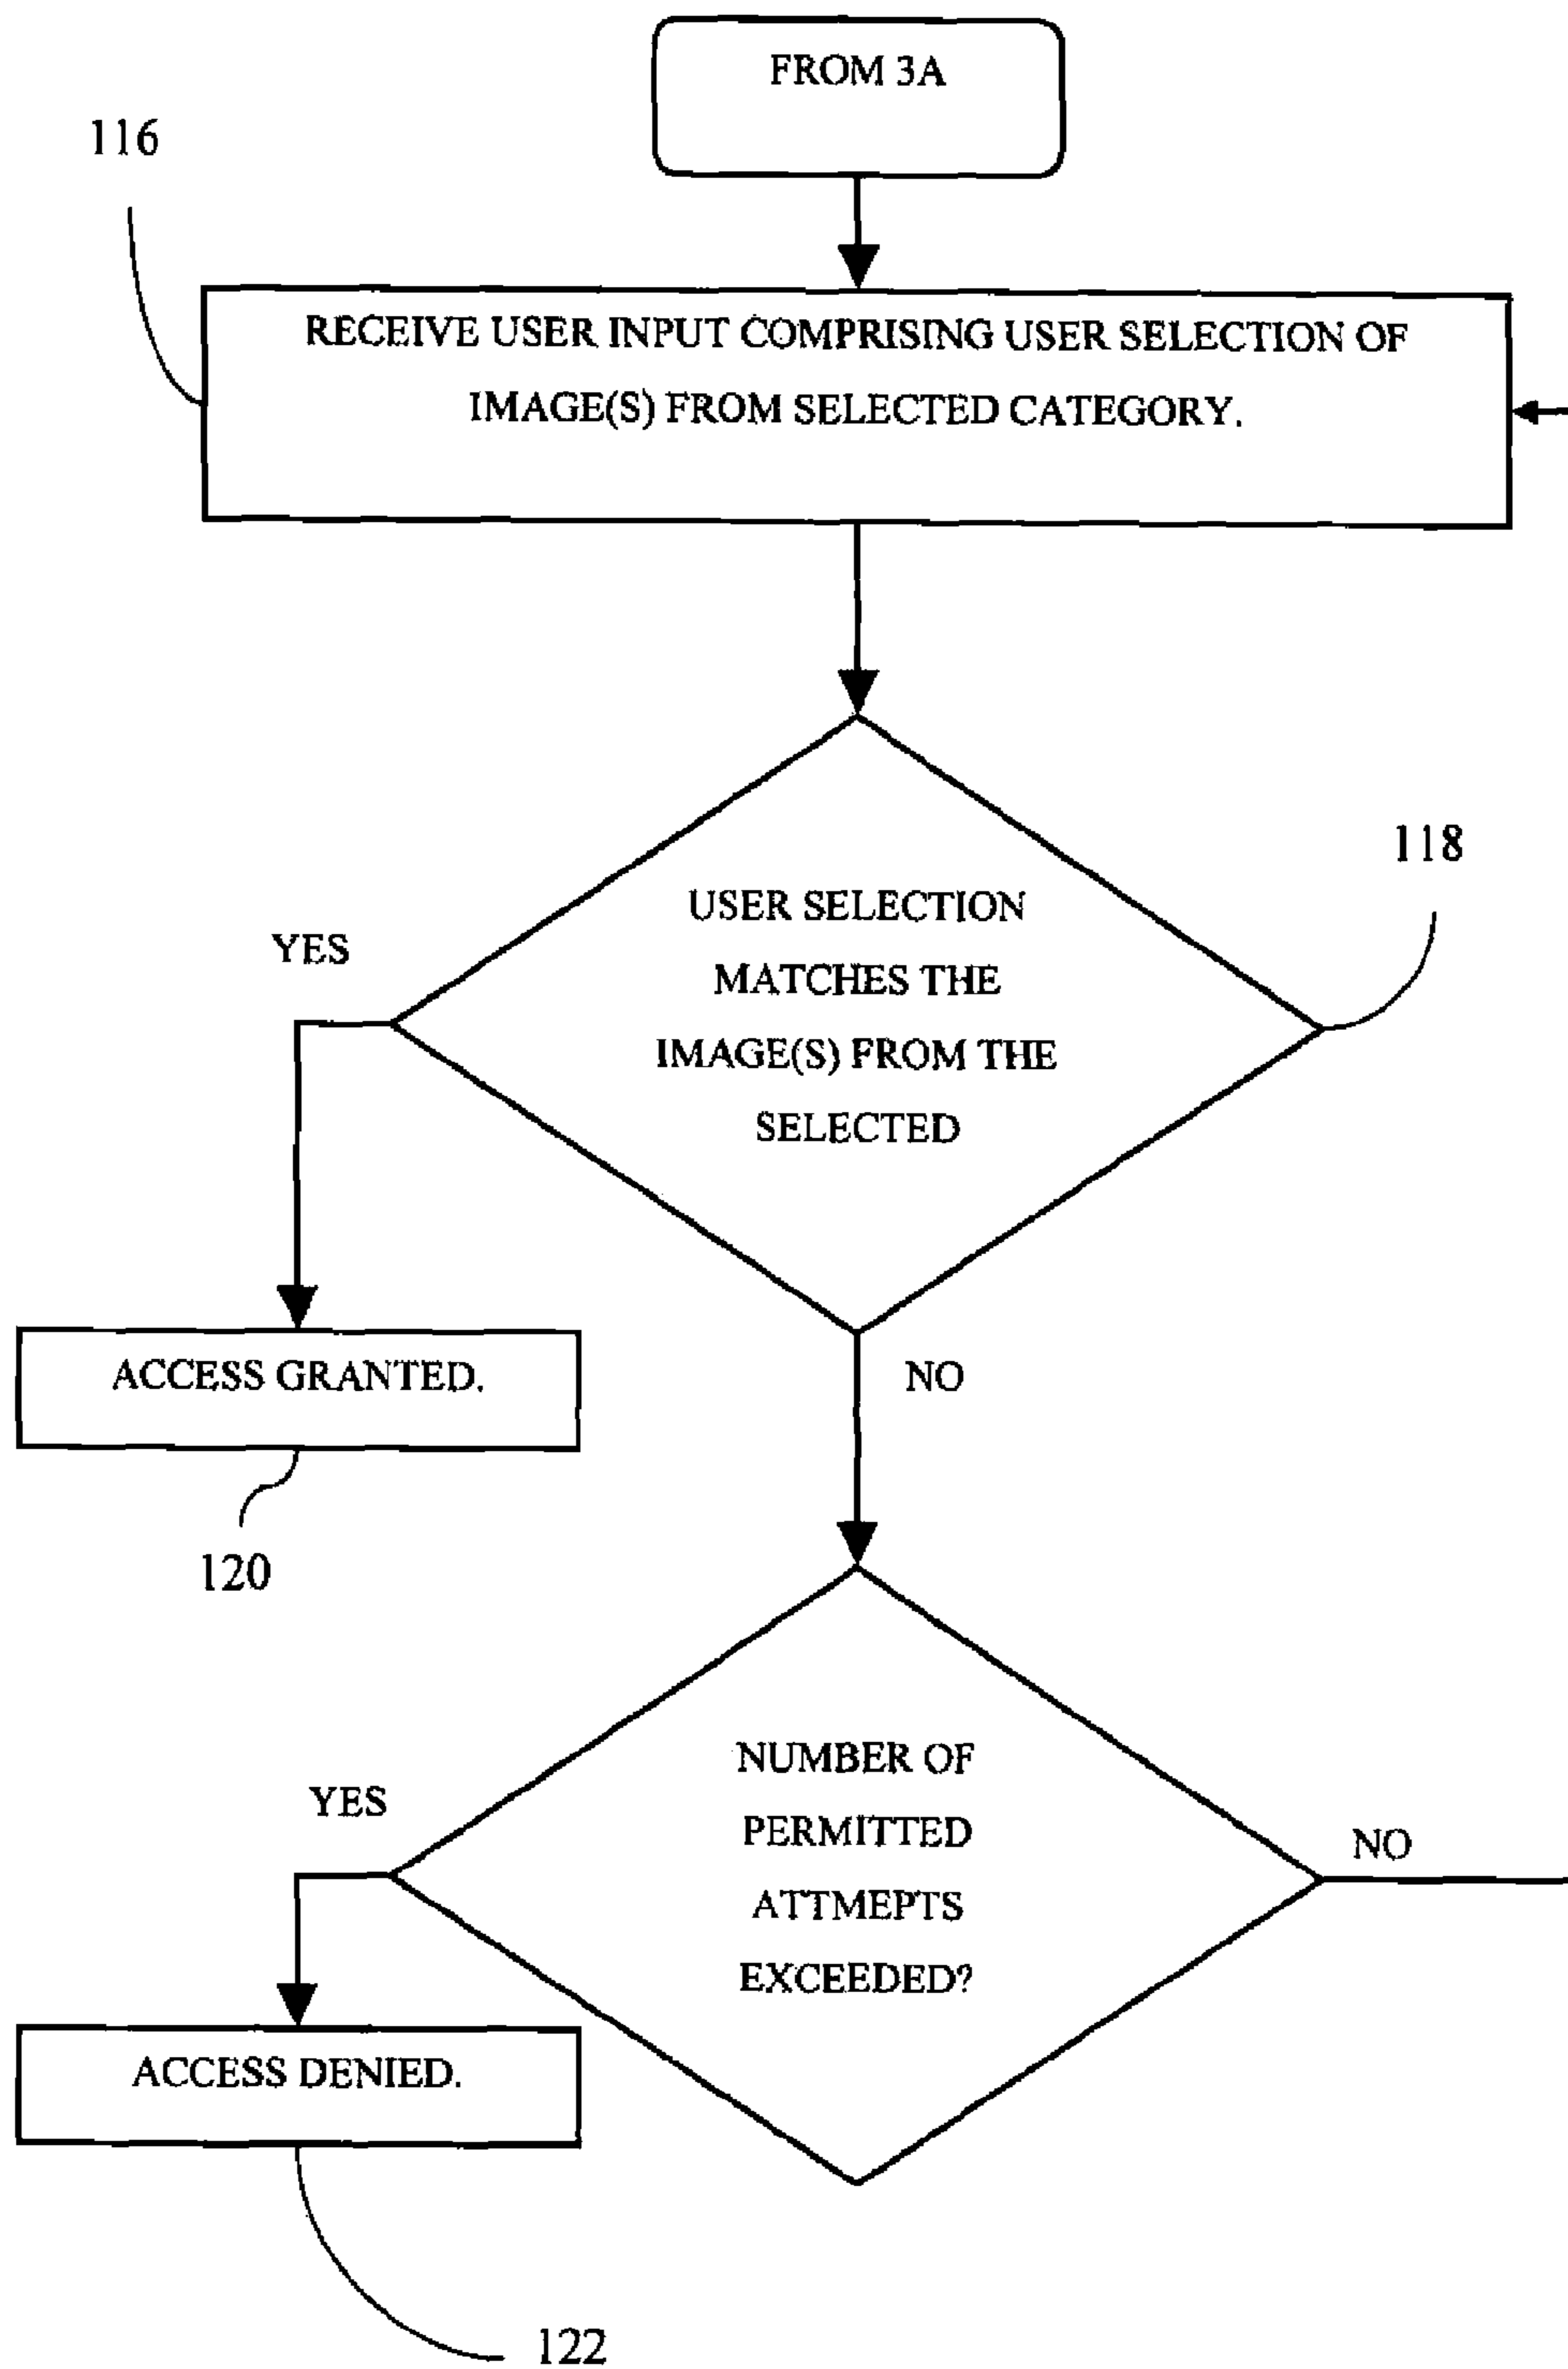 FROM 3A
116
RECEIVE USER INPUT COMPRISING USER SELECTION OF
IMAGE(S) FROM SELECTED CATEGORY.
118
USER SELECTION
MATCHES THE
IMAGE(S) FROM THE
SELECTED
YES
ACCESS GRANTED.
NO
120
NUMBER OF
PERMITTED
ATTMEPTS
EXCEEDED?
YES
NO
ACCESS DENIED.
122